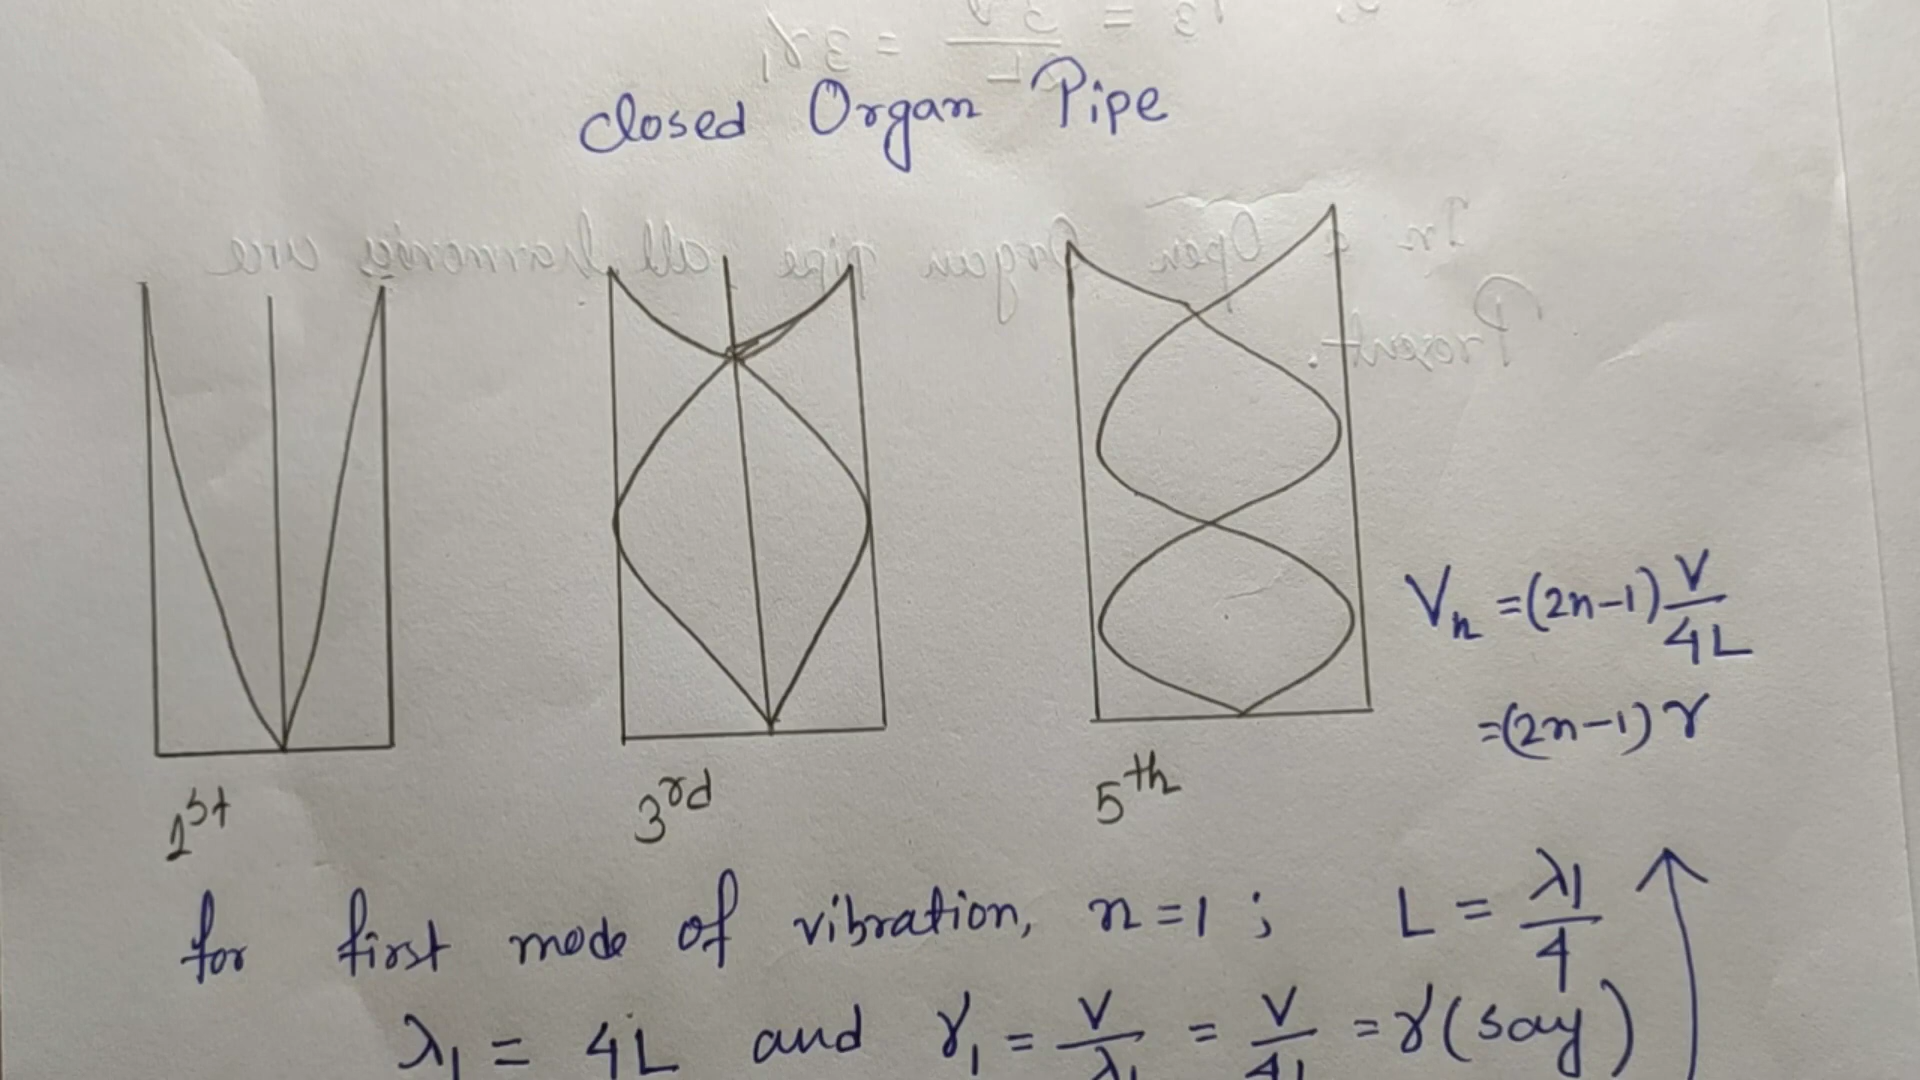 Closed Organ Pipe
V_n = (2n-1) V/4L
= (2n-1) γ
1st 3rd 5th
for first mode of vibration, n = 1 ; L = λ1/4
λ1 = 4L and γ1 = V/λ1 = V/4L = γ (say)